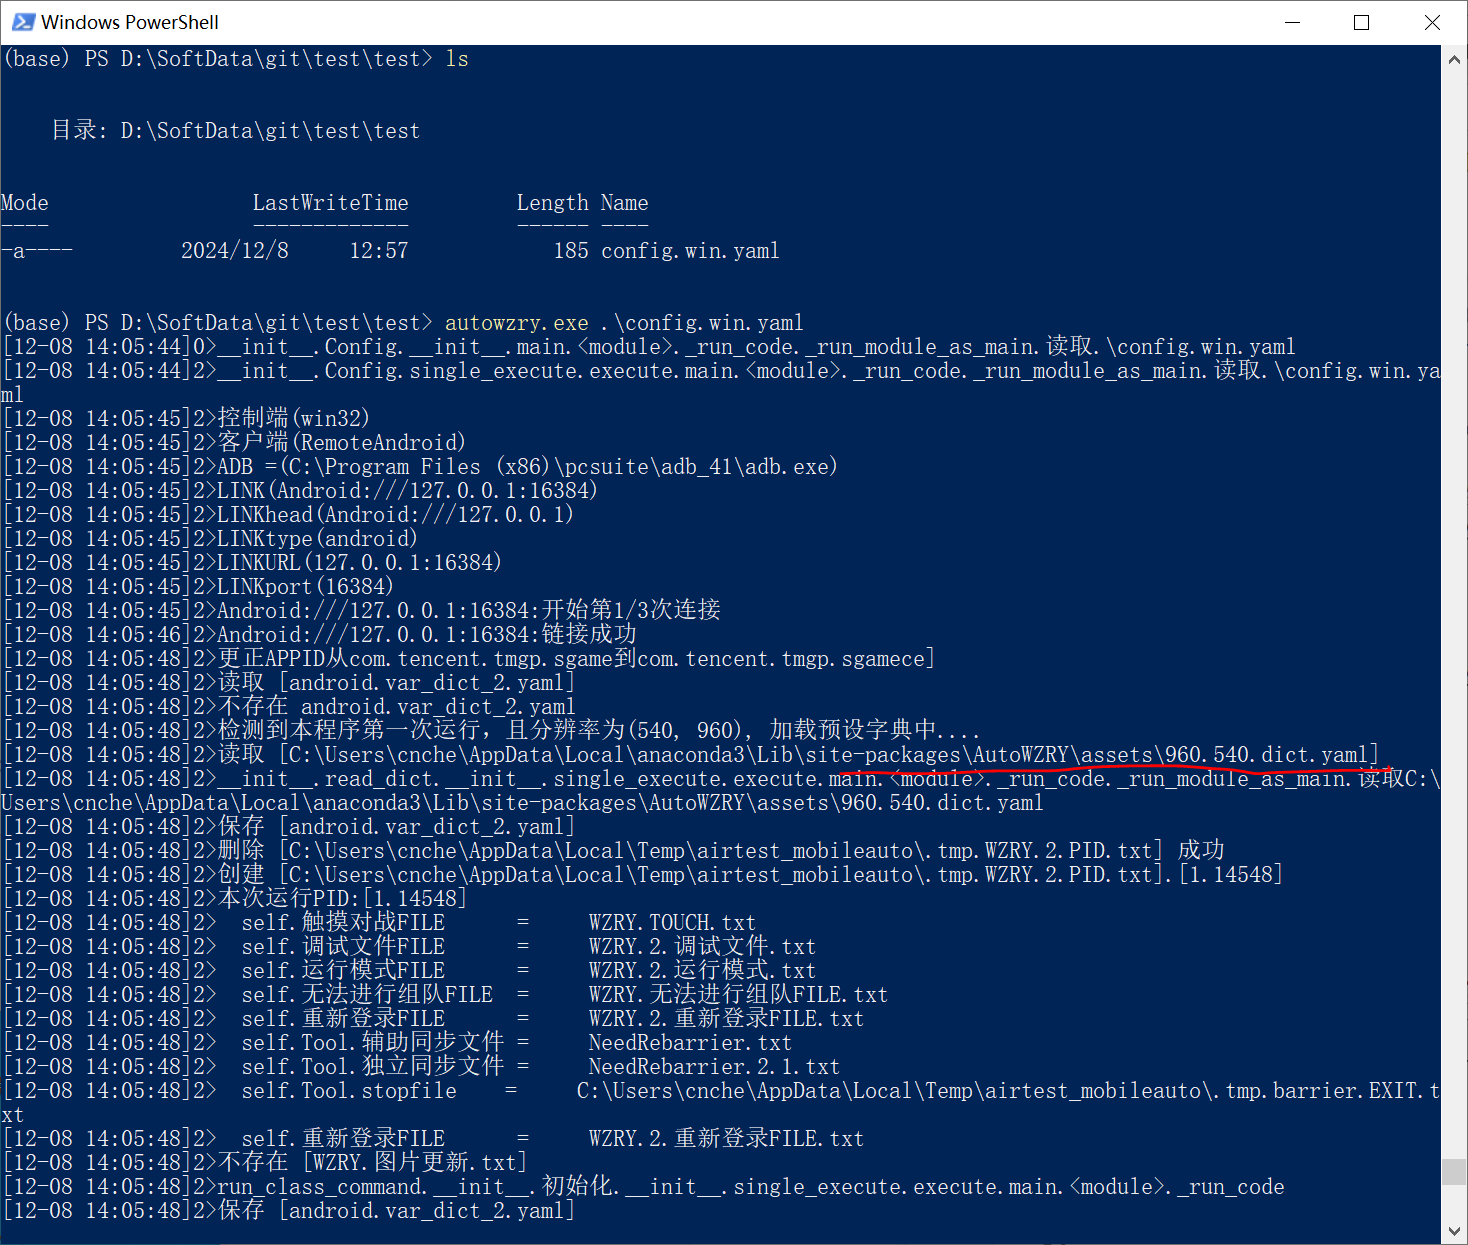 Windows PowerShell
(base) PS D:\SoftData\git\test\test> ls
目录: D:\SoftData\git\test\test
Mode                 LastWriteTime         Length Name
----                 -------------         ------ ----
-a----         2024/12/8     12:57            185 config.win.yaml
(base) PS D:\SoftData\git\test\test> autowzry.exe .\config.win.yaml
[12-08 14:05:44]0>__init__.Config.__init__.main.<module>._run_code._run_module_as_main.读取.\config.win.yaml
[12-08 14:05:44]2>__init__.Config.single_execute.execute.main.<module>._run_code._run_module_as_main.读取.\config.win.ya
ml
[12-08 14:05:45]2>控制端(win32)
[12-08 14:05:45]2>客户端(RemoteAndroid)
[12-08 14:05:45]2>ADB =(C:\Program Files (x86)\pcsuite\adb_41\adb.exe)
[12-08 14:05:45]2>LINK(Android:///127.0.0.1:16384)
[12-08 14:05:45]2>LINKhead(Android:///127.0.0.1)
[12-08 14:05:45]2>LINKtype(android)
[12-08 14:05:45]2>LINKURL(127.0.0.1:16384)
[12-08 14:05:45]2>LINKport(16384)
[12-08 14:05:45]2>Android:///127.0.0.1:16384:开始第1/3次连接
[12-08 14:05:46]2>Android:///127.0.0.1:16384:链接成功
[12-08 14:05:48]2>更正APPID从com.tencent.tmgp.sgame到com.tencent.tmgp.sgamece]
[12-08 14:05:48]2>读取 [android.var_dict_2.yaml]
[12-08 14:05:48]2>不存在 android.var_dict_2.yaml
[12-08 14:05:48]2>检测到本程序第一次运行，且分辨率为(540, 960), 加载预设字典中....
[12-08 14:05:48]2>读取 [C:\Users\cnche\AppData\Local\anaconda3\Lib\site-packages\AutoWZRY\assets\960.540.dict.yaml]
[12-08 14:05:48]2>__init__.read_dict.__init__.single_execute.execute.main.<module>._run_code._run_module_as_main.读取C:\
Users\cnche\AppData\Local\anaconda3\Lib\site-packages\AutoWZRY\assets\960.540.dict.yaml
[12-08 14:05:48]2>保存 [android.var_dict_2.yaml]
[12-08 14:05:48]2>删除 [C:\Users\cnche\AppData\Local\Temp\airtest_mobileauto\.tmp.WZRY.2.PID.txt] 成功
[12-08 14:05:48]2>创建 [C:\Users\cnche\AppData\Local\Temp\airtest_mobileauto\.tmp.WZRY.2.PID.txt].[1.14548]
[12-08 14:05:48]2>本次运行PID:[1.14548]
[12-08 14:05:48]2>  self.触摸对战FILE      =     WZRY.TOUCH.txt
[12-08 14:05:48]2>  self.调试文件FILE      =     WZRY.2.调试文件.txt
[12-08 14:05:48]2>  self.运行模式FILE      =     WZRY.2.运行模式.txt
[12-08 14:05:48]2>  self.无法进行组队FILE  =     WZRY.无法进行组队FILE.txt
[12-08 14:05:48]2>  self.重新登录FILE      =     WZRY.2.重新登录FILE.txt
[12-08 14:05:48]2>  self.Tool.辅助同步文件 =     NeedRebarrier.txt
[12-08 14:05:48]2>  self.Tool.独立同步文件 =     NeedRebarrier.2.1.txt
[12-08 14:05:48]2>  self.Tool.stopfile    =     C:\Users\cnche\AppData\Local\Temp\airtest_mobileauto\.tmp.barrier.EXIT.t
xt
[12-08 14:05:48]2>  self.重新登录FILE      =     WZRY.2.重新登录FILE.txt
[12-08 14:05:48]2>不存在 [WZRY.图片更新.txt]
[12-08 14:05:48]2>run_class_command.__init__.初始化.__init__.single_execute.execute.main.<module>._run_code
[12-08 14:05:48]2>保存 [android.var_dict_2.yaml]